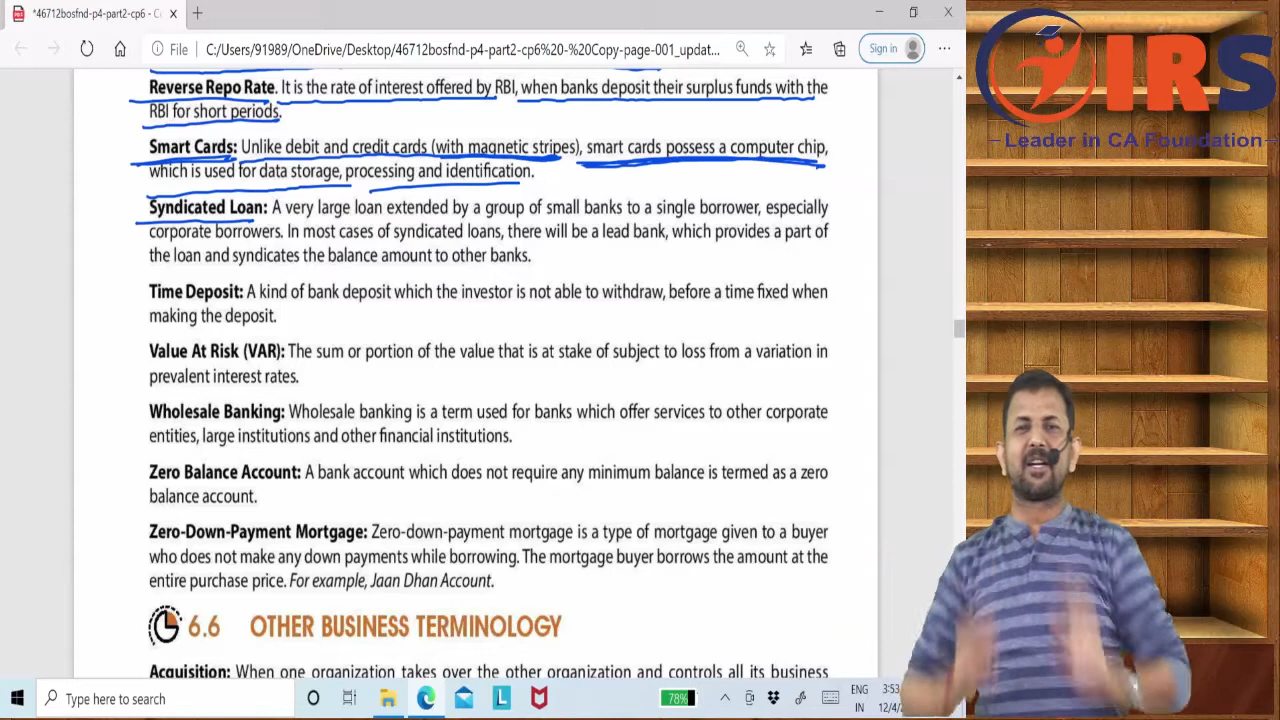 *46712bosfnd-p4-part2-cp6 - Co
Sign in
File C:/Users/91989/OneDrive/Desktop/46712bosfnd-p4-part2-cp6%20-%20Copy-page-001_updat...
IRS
Leader in CA Foundation
Reverse Repo Rate. It is the rate of interest offered by RBI, when banks deposit their surplus funds with the
RBI for short periods.
Smart Cards: Unlike debit and credit cards (with magnetic stripes), smart cards possess a computer chip,
which is used for data storage, processing and identification.
Syndicated Loan: A very large loan extended by a group of small banks to a single borrower, especially
corporate borrowers. In most cases of syndicated loans, there will be a lead bank, which provides a part of
the loan and syndicates the balance amount to other banks.
Time Deposit: A kind of bank deposit which the investor is not able to withdraw, before a time fixed when
making the deposit.
Value At Risk (VAR): The sum or portion of the value that is at stake of subject to loss from a variation in
prevalent interest rates.
Wholesale Banking: Wholesale banking is a term used for banks which offer services to other corporate
entities, large institutions and other financial institutions.
Zero Balance Account: A bank account which does not require any minimum balance is termed as a zero
balance account.
Zero-Down-Payment Mortgage: Zero-down-payment mortgage is a type of mortgage given to a buyer
who does not make any down payments while borrowing. The mortgage buyer borrows the amount at the
entire purchase price. For example, Jaan Dhan Account.
6.6 OTHER BUSINESS TERMINOLOGY
Acquisition: When one organization takes over the other organization and controls all its business
Type here to search
78%
ENG
IN
3:53
12/4/